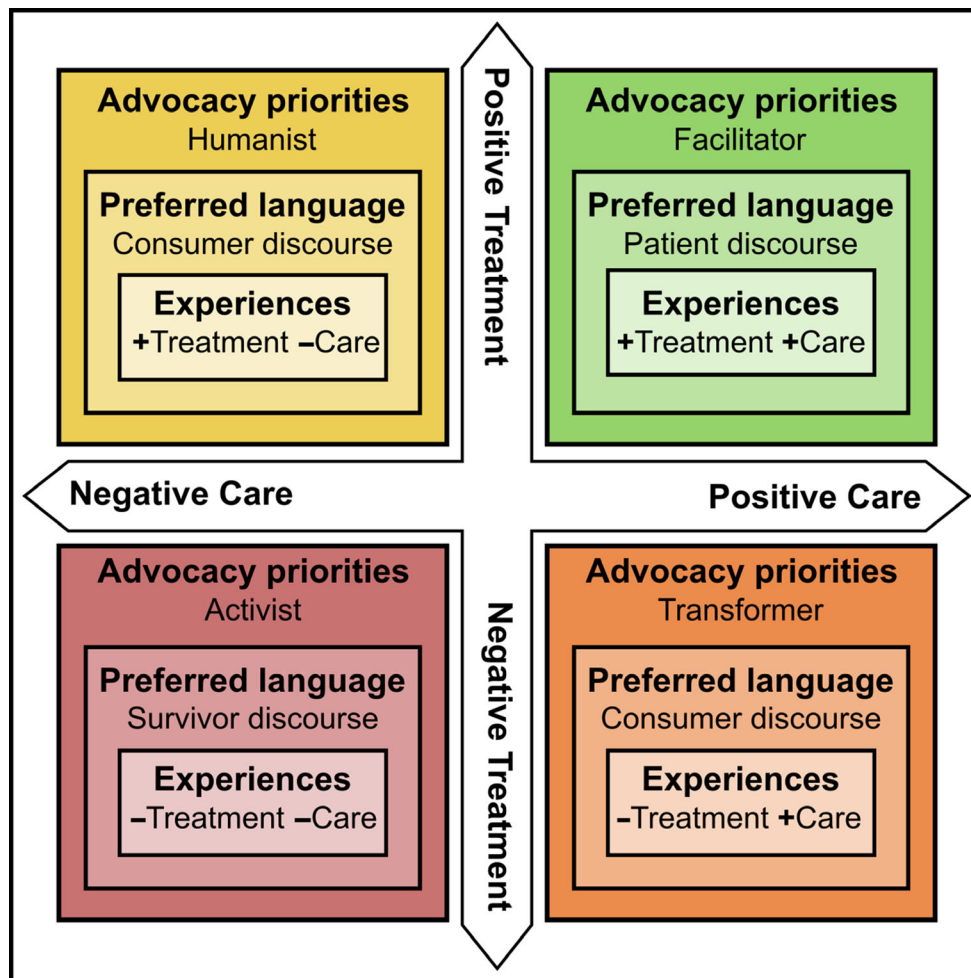 Advocacy priorities
Humanist
Preferred language
Consumer discourse
Experiences
+Treatment –Care
Positive Treatment
Advocacy priorities
Facilitator
Preferred language
Patient discourse
Experiences
+Treatment +Care
Negative Care
Positive Care
Advocacy priorities
Activist
Preferred language
Survivor discourse
Experiences
–Treatment –Care
Negative Treatment
Advocacy priorities
Transformer
Preferred language
Consumer discourse
Experiences
–Treatment +Care